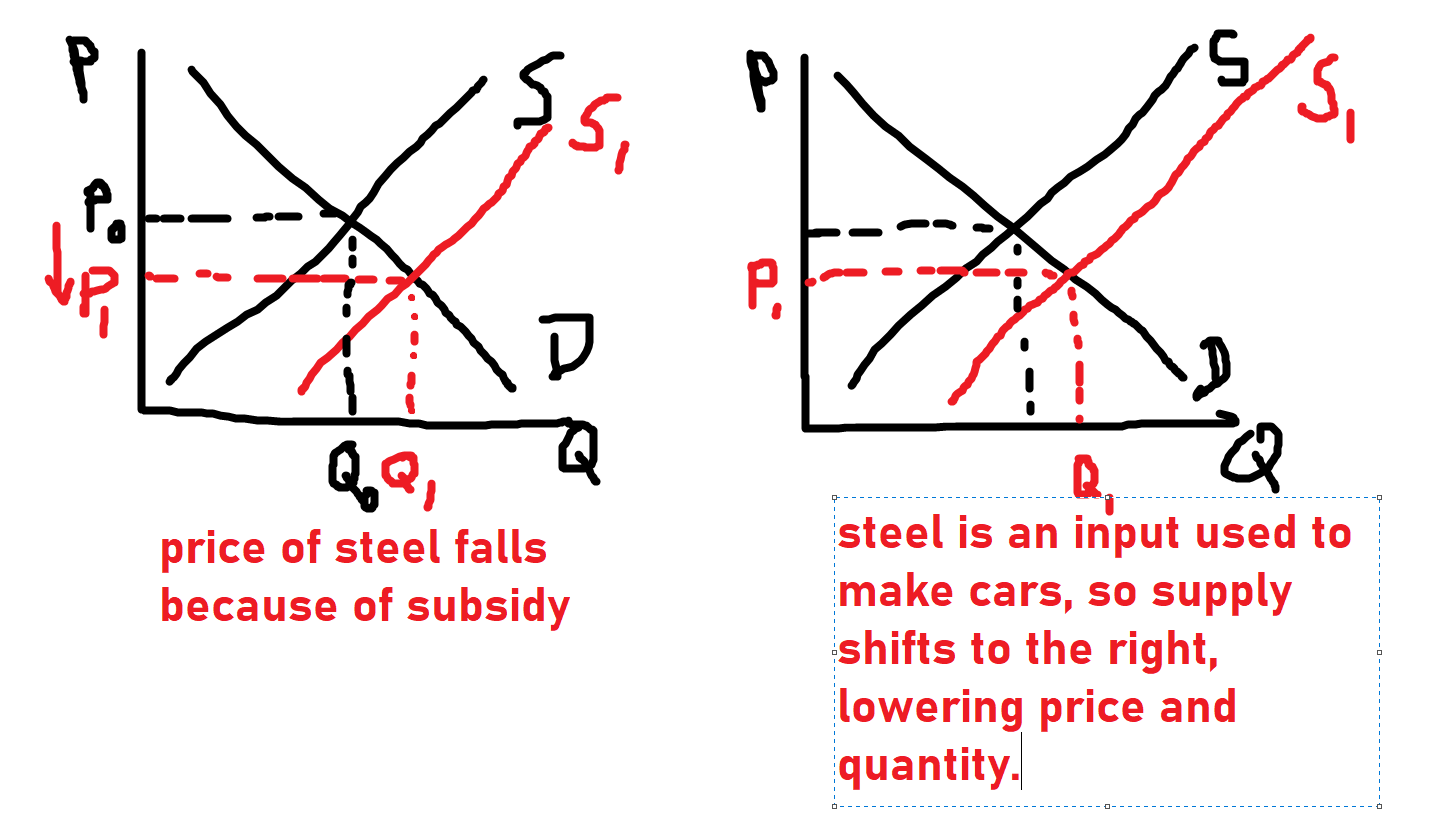 P
S
S₁
P₀
P₁
D
Q₀ Q₁ Q
price of steel falls
because of subsidy
P
S
S₁
P₁
D
Q₁ Q
steel is an input used to
make cars, so supply
shifts to the right,
lowering price and
quantity.